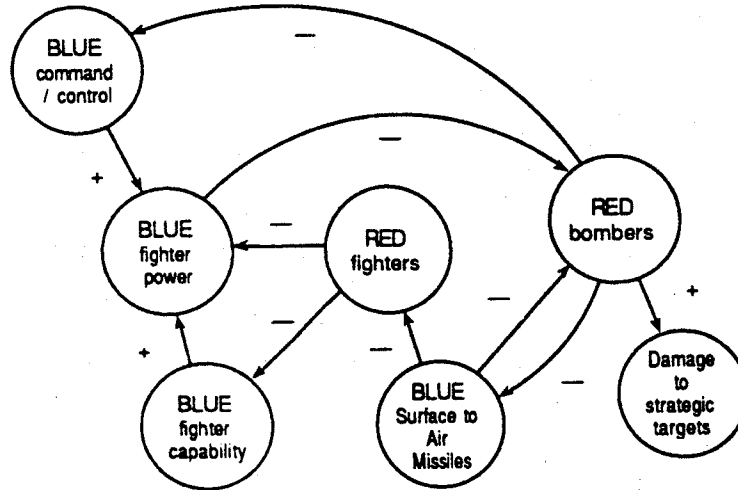 BLUE
command
/ control
—
—
+
BLUE
fighter
power
—
RED
fighters
RED
bombers
—
—
—
+
+
—
BLUE
fighter
capability
BLUE
Surface to
Air
Missiles
Damage
to
strategic
targets